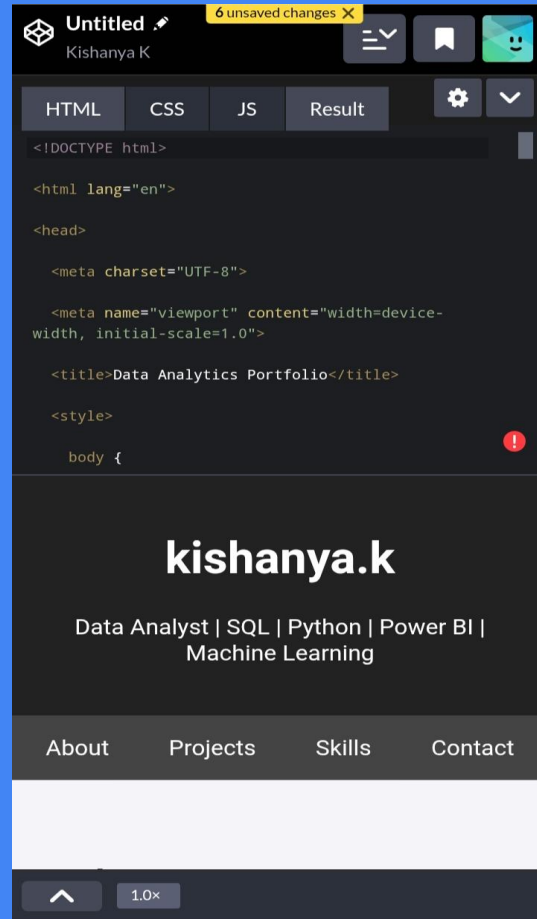 Untitled
6 unsaved changes X
Kishanya K
HTML CSS JS Result
<!DOCTYPE html>
<html lang="en">
<head>
<meta charset="UTF-8">
<meta name="viewport" content="width=device-
width, initial-scale=1.0">
<title>Data Analytics Portfolio</title>
<style>
body {
kishanya.k
Data Analyst | SQL | Python | Power BI |
Machine Learning
About Projects Skills Contact
1.0×